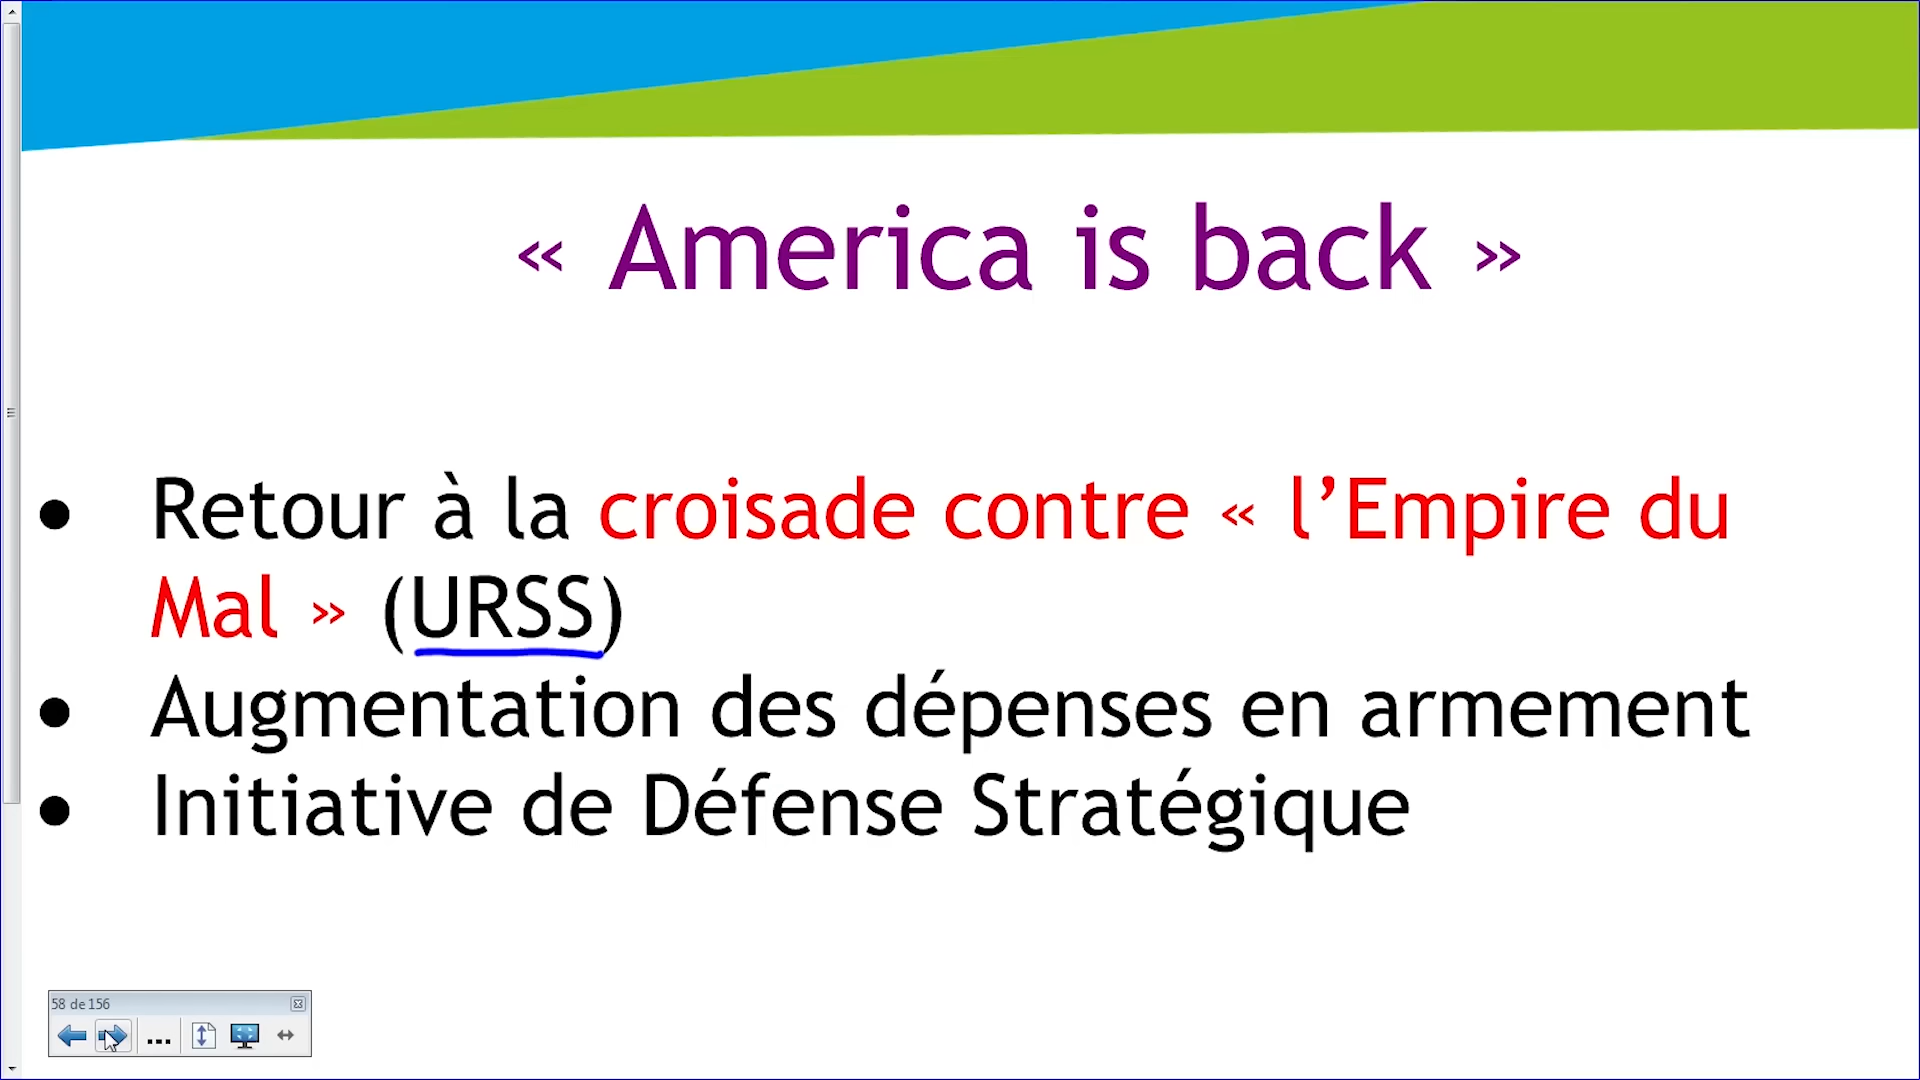 « America is back »
● Retour à la croisade contre « l’Empire du
Mal » (URSS)
● Augmentation des dépenses en armement
● Initiative de Défense Stratégique
58 de 156
...